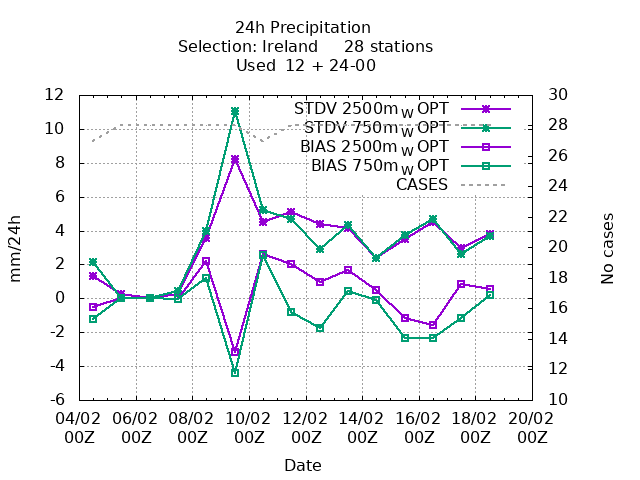 24h Precipitation
Selection: Ireland 28 stations
Used 12 + 24-00
12 30
10 28
8 26
6 24
4 22
2 20
0 18
-2 16
-4 14
-6 12
10
STDV 2500m W OPT
STDV 750m W OPT
BIAS 2500m W OPT
BIAS 750m W OPT
CASES
mm/24h
No cases
04/02 06/02 08/02 10/02 12/02 14/02 16/02 18/02 20/02
00Z 00Z 00Z 00Z 00Z 00Z 00Z 00Z 00Z
Date